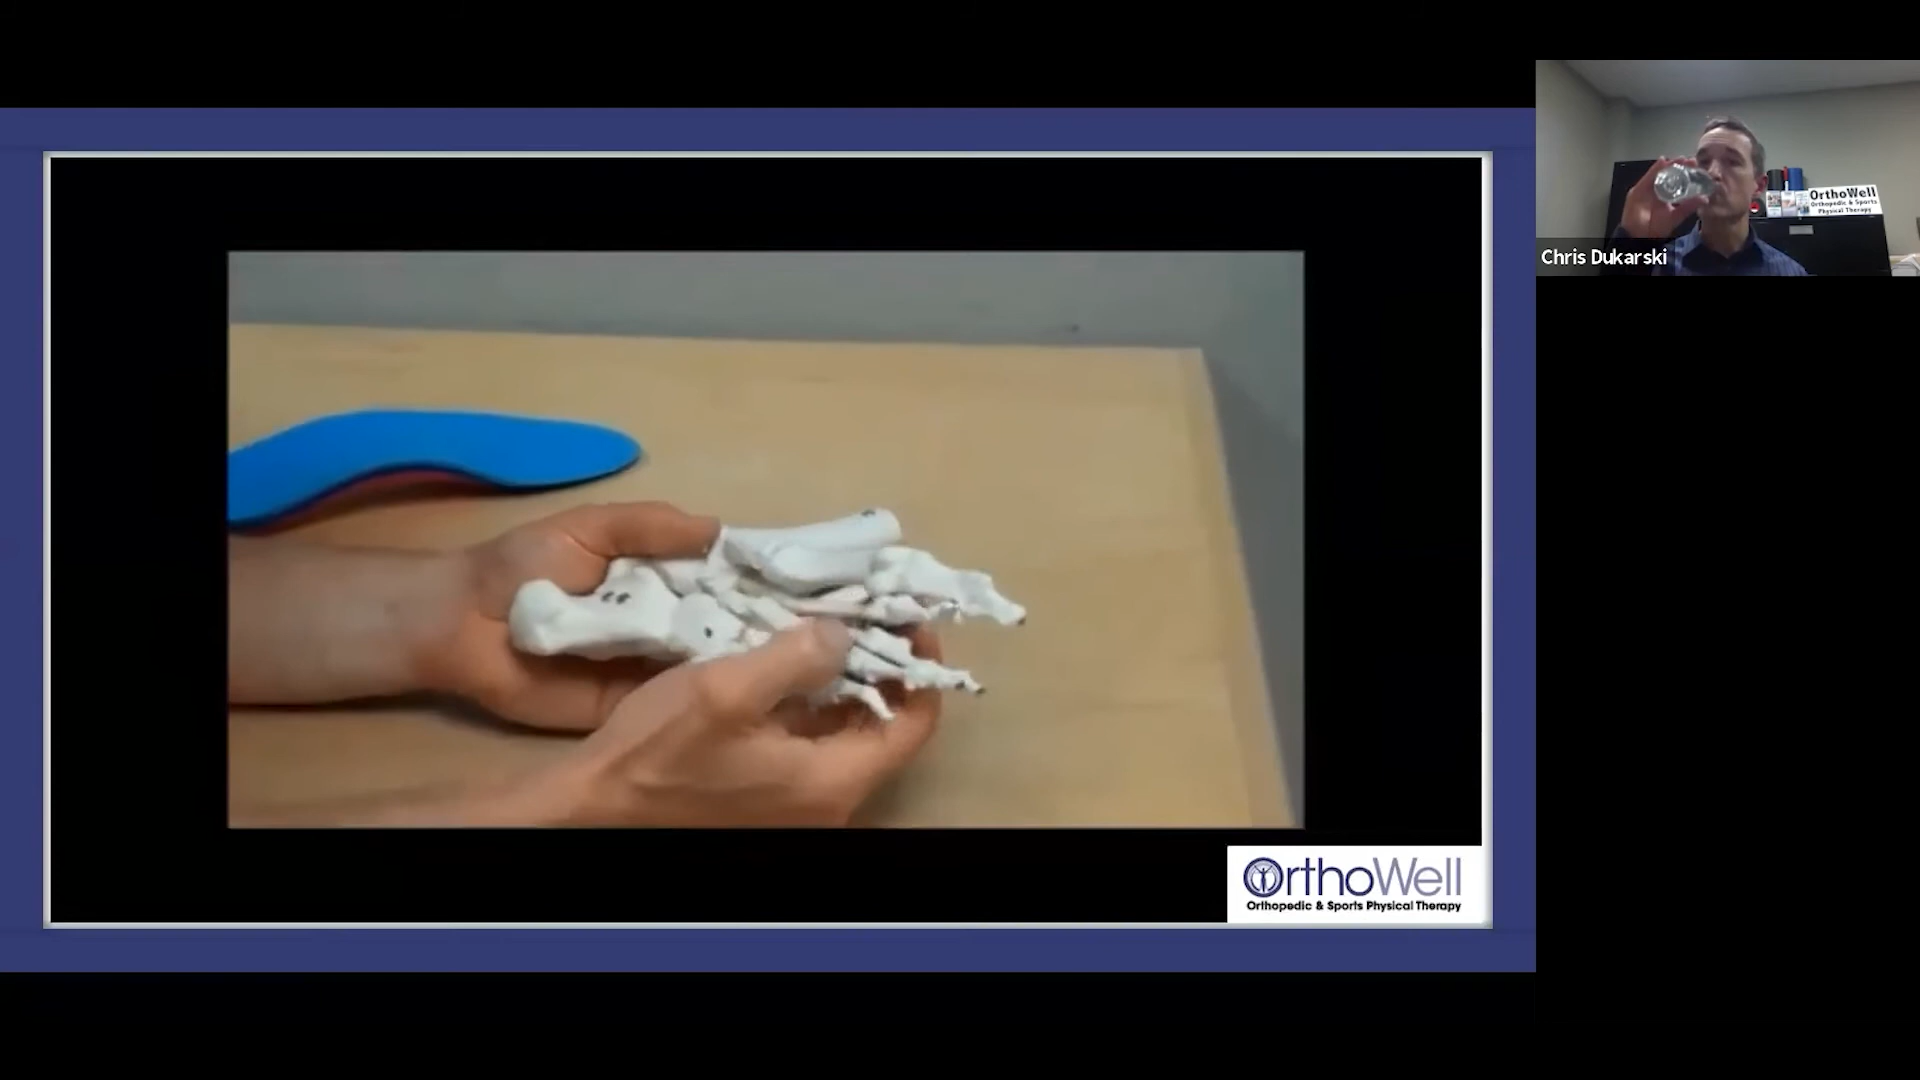 OrthoWell
Orthopedic & Sports
Physical Therapy
Chris Dukarski
OrthoWell
Orthopedic & Sports Physical Therapy